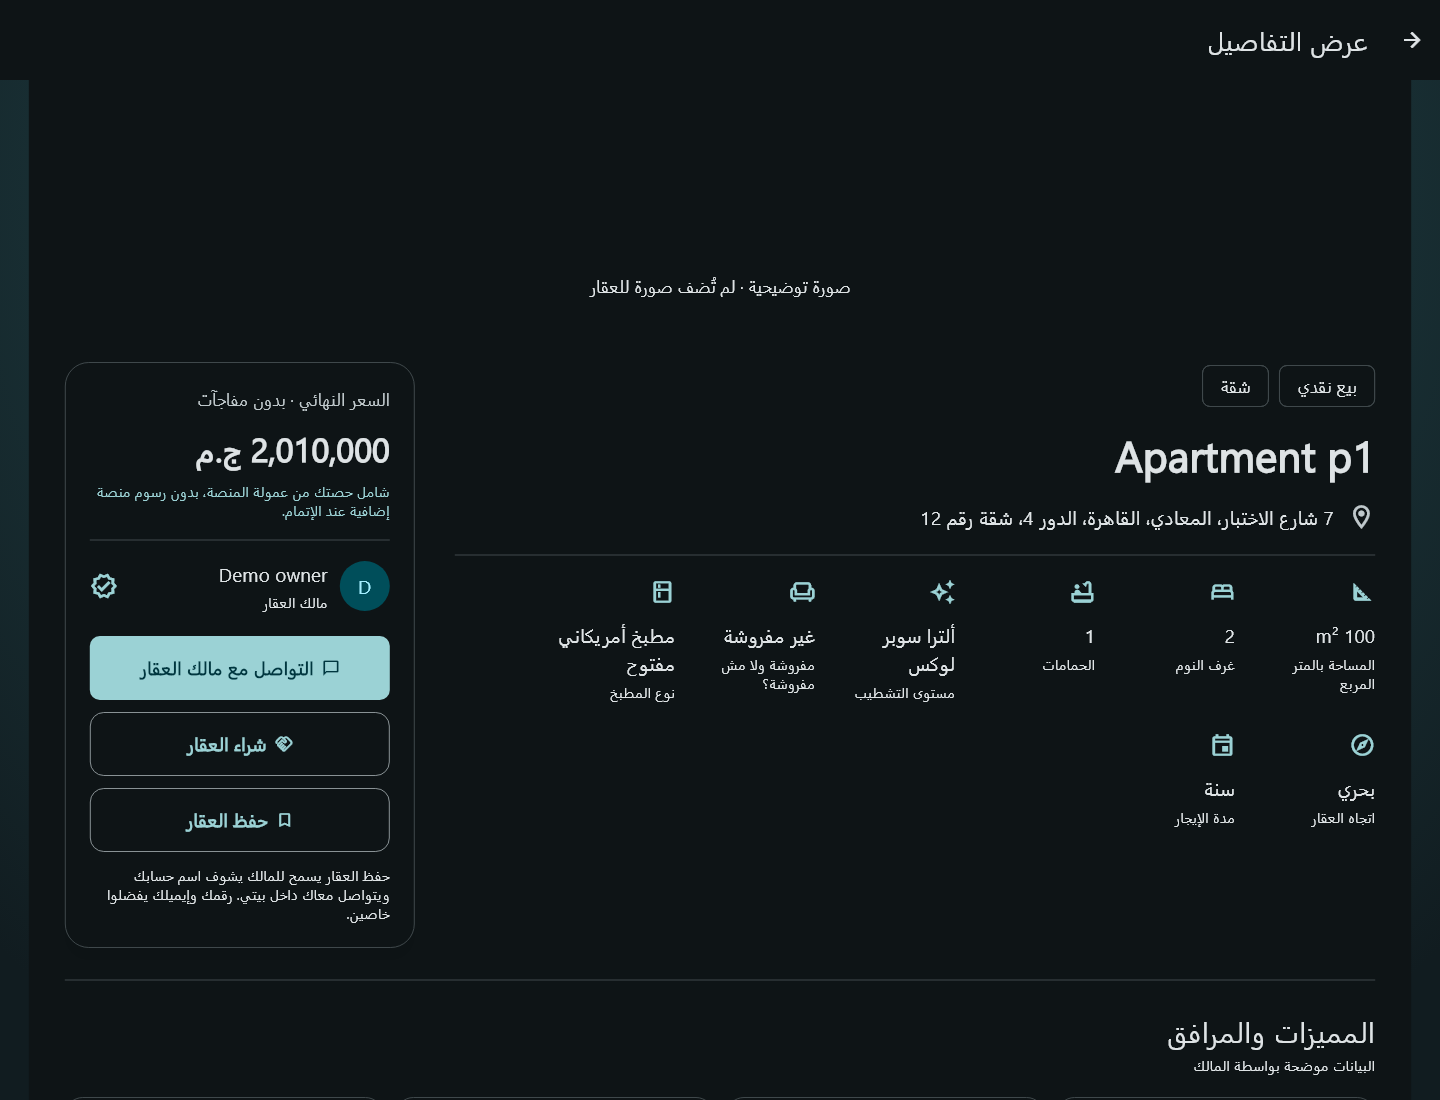 عرض التفاصيل
صورة توضيحية · لم تُضف صورة للعقار
بيع نقدي
شقة
Apartment p1
7 شارع الاختبار، المعادي، القاهرة، الدور 4، شقة رقم 12
100 m²
المساحة بالمتر
المربع
2
غرف النوم
1
الحمامات
ألترا سوبر
لوكس
مستوى التشطيب
غير مفروشة
مفروشة ولا مش
مفروشة؟
مطبخ أمريكاني
مفتوح
نوع المطبخ
بحري
اتجاه العقار
سنة
مدة الإيجار
السعر النهائي · بدون مفاجآت
2,010,000 ج.م
شامل حصتك من عمولة المنصة، بدون رسوم منصة
إضافية عند الإتمام.
D
Demo owner
مالك العقار
التواصل مع مالك العقار
شراء العقار
حفظ العقار
حفظ العقار يسمح للمالك يشوف اسم حسابك
ويتواصل معاك داخل بيتي. رقمك وإيميلك يفضلوا
خاصين.
المميزات والمرافق
البيانات موضحة بواسطة المالك